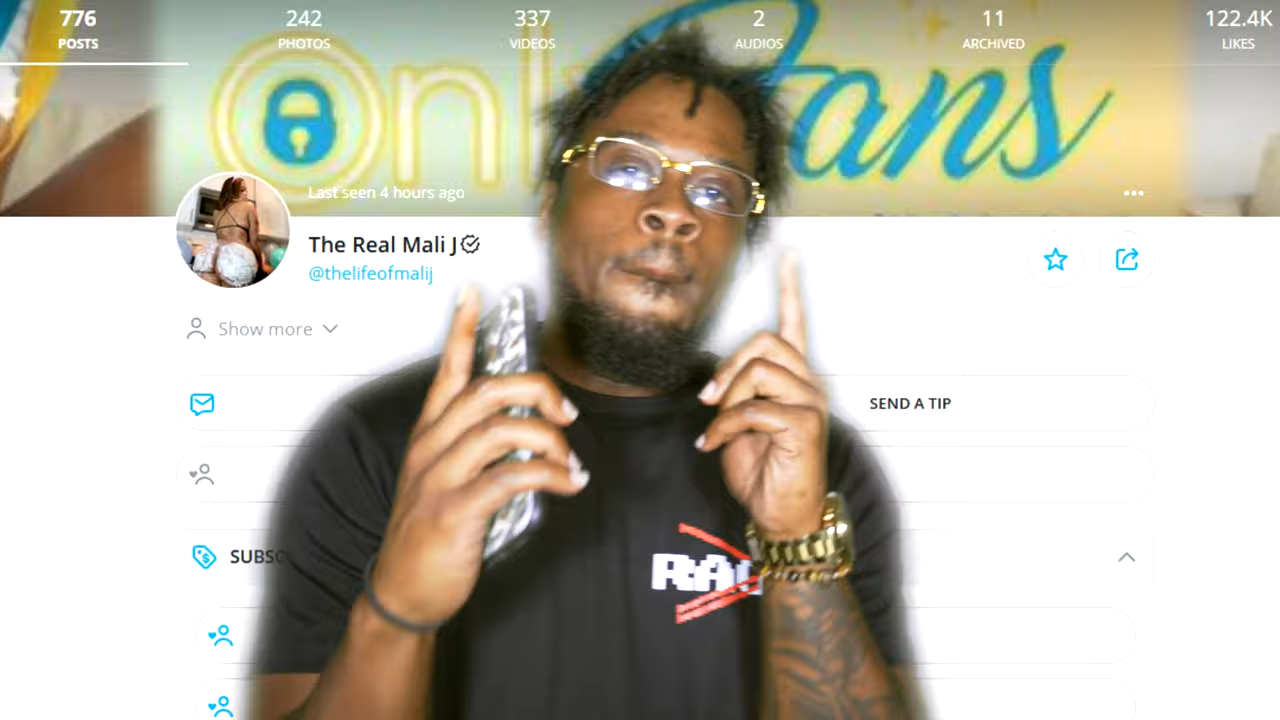 776
POSTS
242
PHOTOS
337
VIDEOS
2
AUDIOS
11
ARCHIVED
122.4K
LIKES
Last seen 4 hours ago
The Real Mali J
@thelifeofmalij
Show more
SEND A TIP